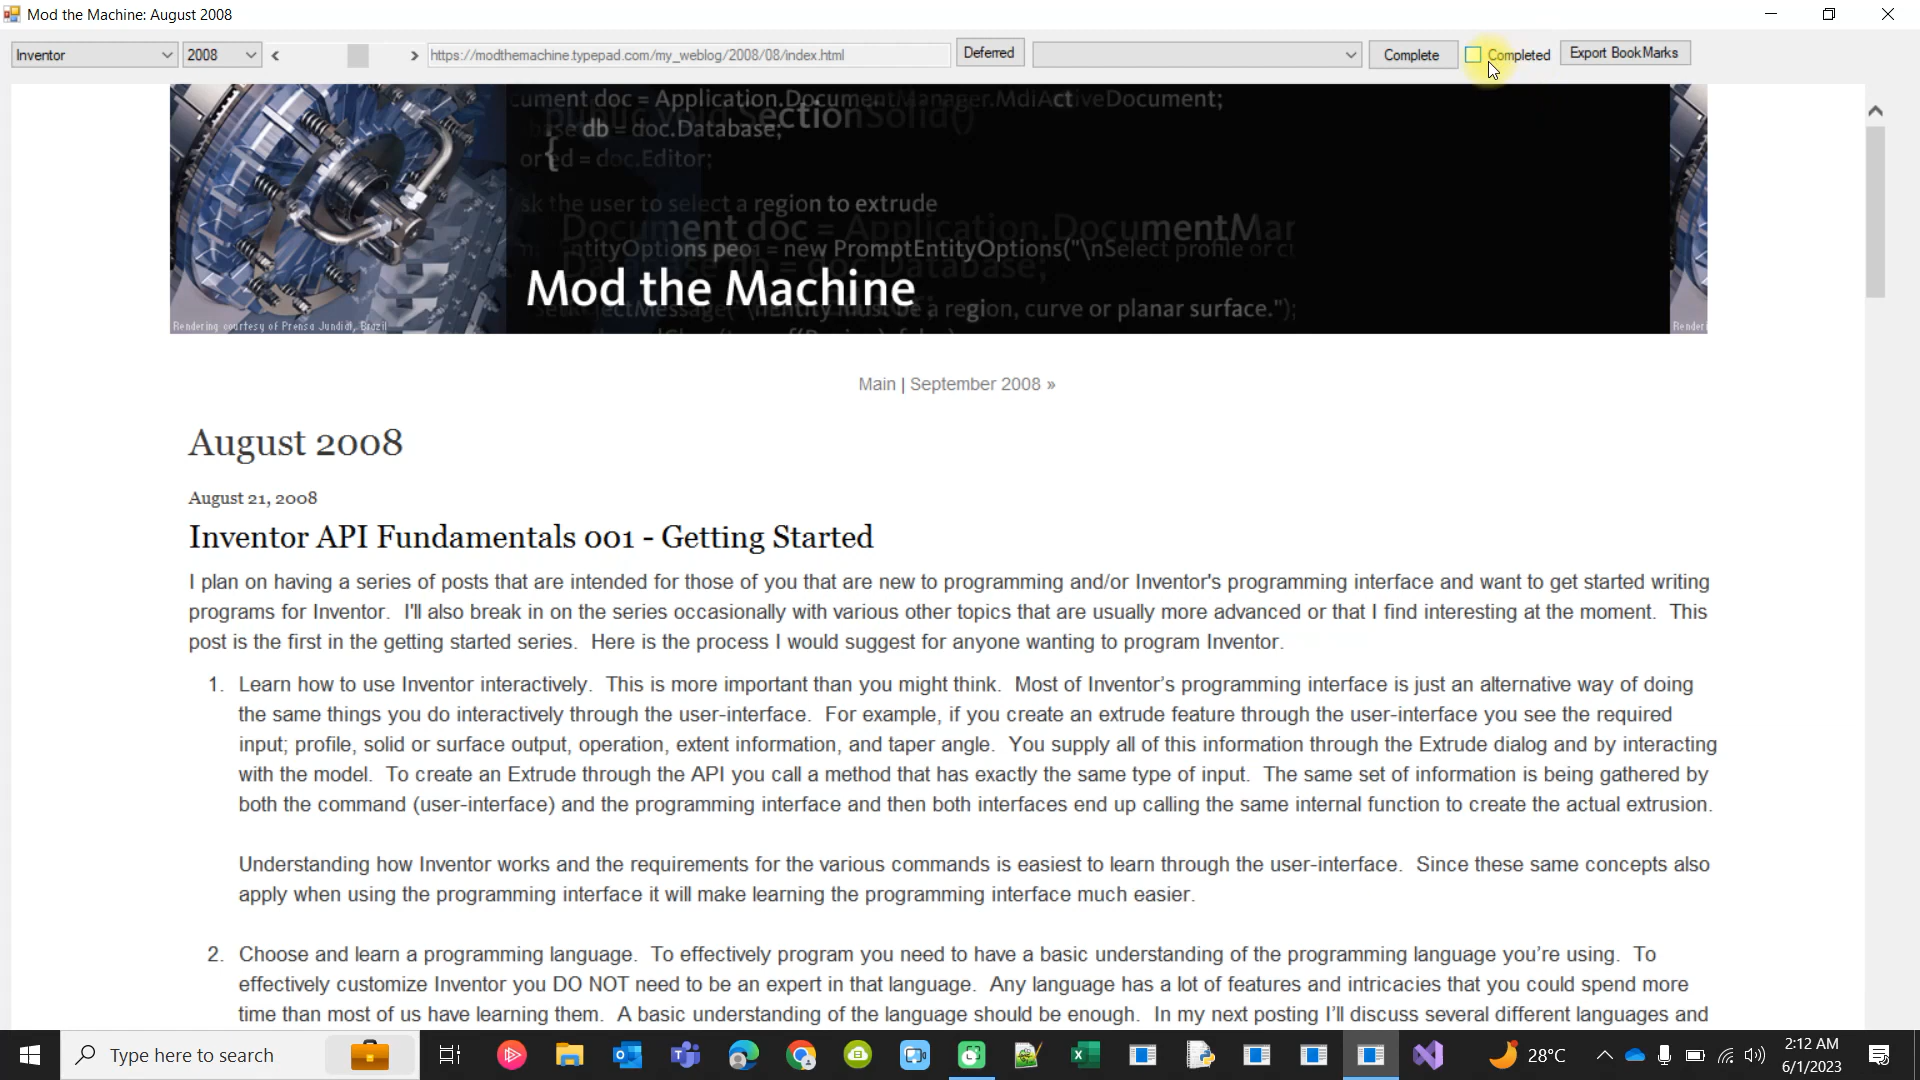 Mod the Machine: August 2008
Inventor 2008 < > https://modthemachine.typepad.com/my_weblog/2008/08/index.html Deferred Complete Completed Export BookMarks
cument doc = Application.DocumentManager.MdiActiveDocument;
public void SectionSolid()
se db = doc.Database;
{
or ed = doc.Editor;
sk the user to select a region to extrude
Document doc = Application.DocumentMar
ntityOptions peo1 = new PromptEntityOptions("\nSelect profile or c
Database db = doc.Database;
Mod the Machine
ectMessage("\nEntity must be a region, curve or planar surface.");
Rendering courtesy of Prensa Jundiaí, Brazil
Renderi
Main | September 2008 »
August 2008
August 21, 2008
Inventor API Fundamentals 001 - Getting Started
I plan on having a series of posts that are intended for those of you that are new to programming and/or Inventor's programming interface and want to get started writing
programs for Inventor. I'll also break in on the series occasionally with various other topics that are usually more advanced or that I find interesting at the moment. This
post is the first in the getting started series. Here is the process I would suggest for anyone wanting to program Inventor.
1. Learn how to use Inventor interactively. This is more important than you might think. Most of Inventor's programming interface is just an alternative way of doing
the same things you do interactively through the user-interface. For example, if you create an extrude feature through the user-interface you see the required
input; profile, solid or surface output, operation, extent information, and taper angle. You supply all of this information through the Extrude dialog and by interacting
with the model. To create an Extrude through the API you call a method that has exactly the same type of input. The same set of information is being gathered by
both the command (user-interface) and the programming interface and then both interfaces end up calling the same internal function to create the actual extrusion.
Understanding how Inventor works and the requirements for the various commands is easiest to learn through the user-interface. Since these same concepts also
apply when using the programming interface it will make learning the programming interface much easier.
2. Choose and learn a programming language. To effectively program you need to have a basic understanding of the programming language you're using. To
effectively customize Inventor you DO NOT need to be an expert in that language. Any language has a lot of features and intricacies that you could spend more
time than most of us have learning them. A basic understanding of the language should be enough. In my next posting I'll discuss several different languages and
Type here to search
28°C
2:12 AM
6/1/2023